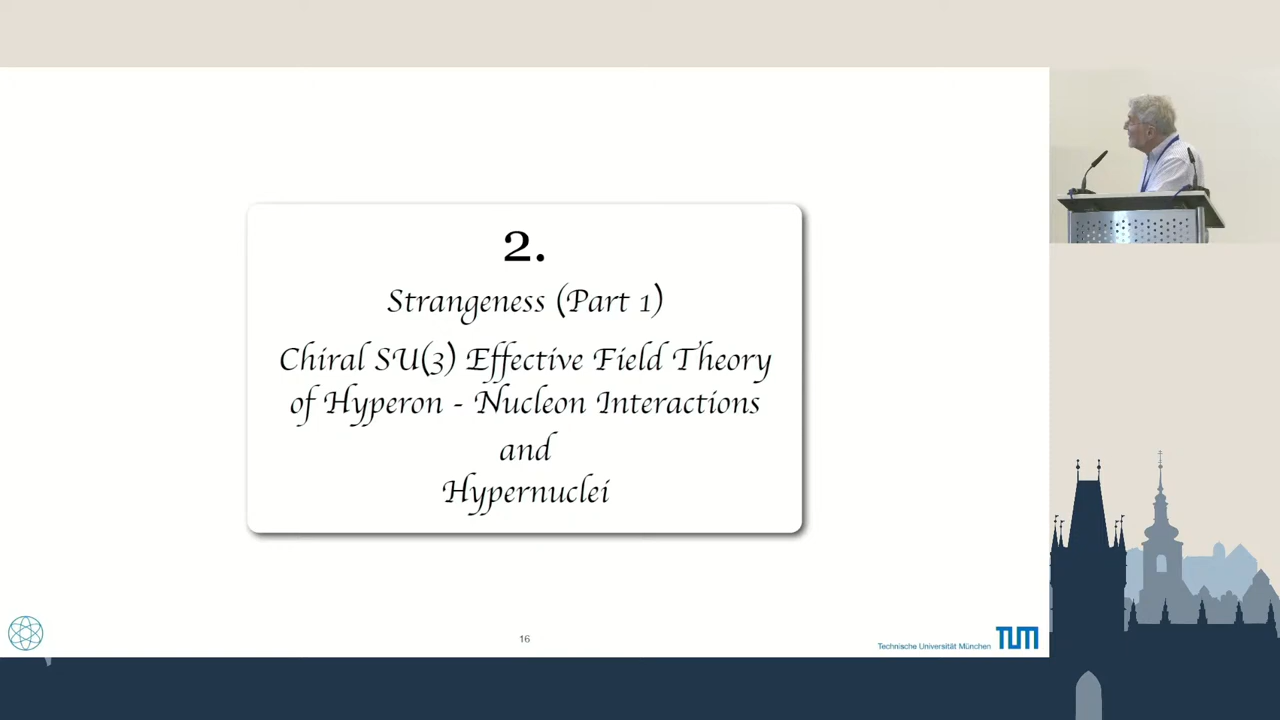 2.
Strangeness (Part 1)
Chiral SU(3) Effective Field Theory
of Hyperon - Nucleon Interactions
and
Hypernuclei
16
Technische Universität München
TUM